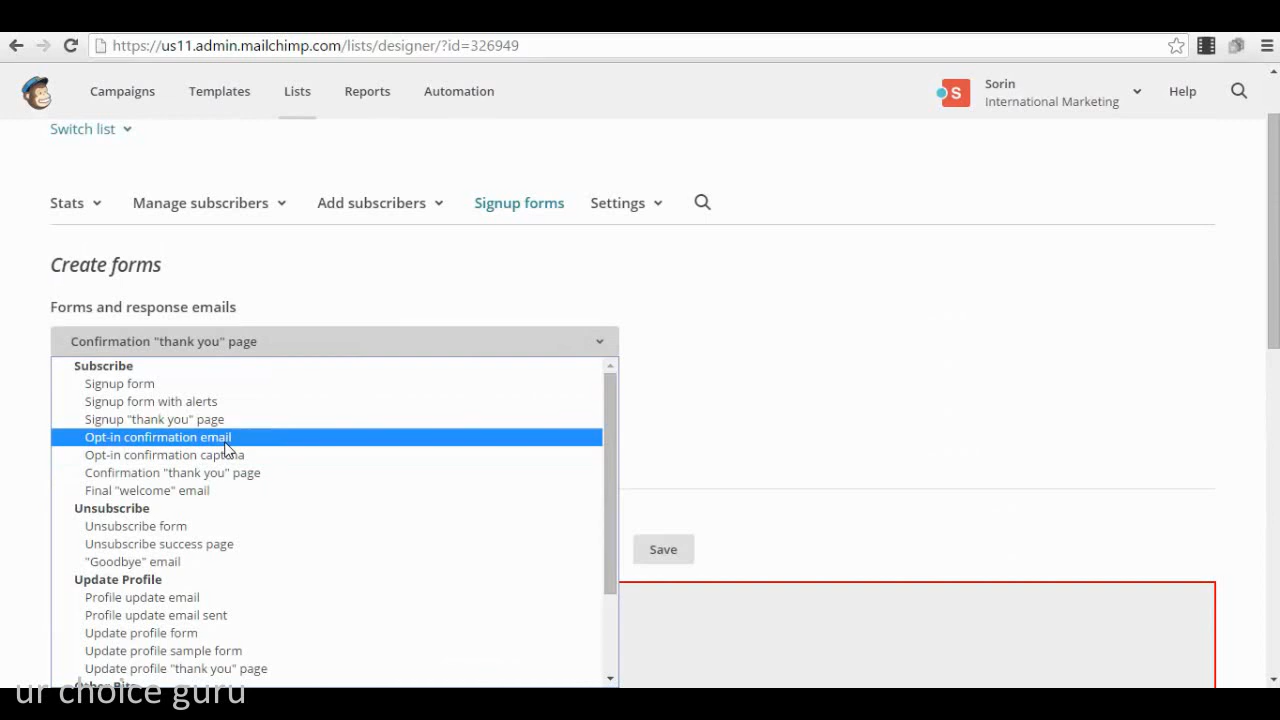 https://us11.admin.mailchimp.com/lists/designer/?id=326949
Campaigns Templates Lists Reports Automation
S
Sorin
International Marketing
Help
Switch list
Stats Manage subscribers Add subscribers Signup forms Settings
Create forms
Forms and response emails
Confirmation "thank you" page
Subscribe
Signup form
Signup form with alerts
Signup "thank you" page
Opt-in confirmation email
Opt-in confirmation captcha
Confirmation "thank you" page
Final "welcome" email
Unsubscribe
Unsubscribe form
Unsubscribe success page
"Goodbye" email
Save
Update Profile
Profile update email
Profile update email sent
Update profile form
Update profile sample form
Update profile "thank you" page
ur choice guru